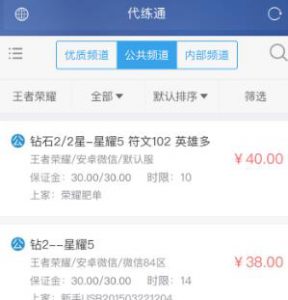 代练通
优质频道 公共频道 内部频道
王者荣耀 全部 默认排序 筛选
公 钻石2/2星-星耀5 符文102 英雄多
王者荣耀/安卓微信/默认服 ￥40.00
保证金：30.00/30.00 时限：10
上家：荣耀肥单
公 钻2--星耀5
王者荣耀/安卓微信/微信84区 ￥38.00
保证金：30.00/30.00 时限：14
上家：新手USR201503221204